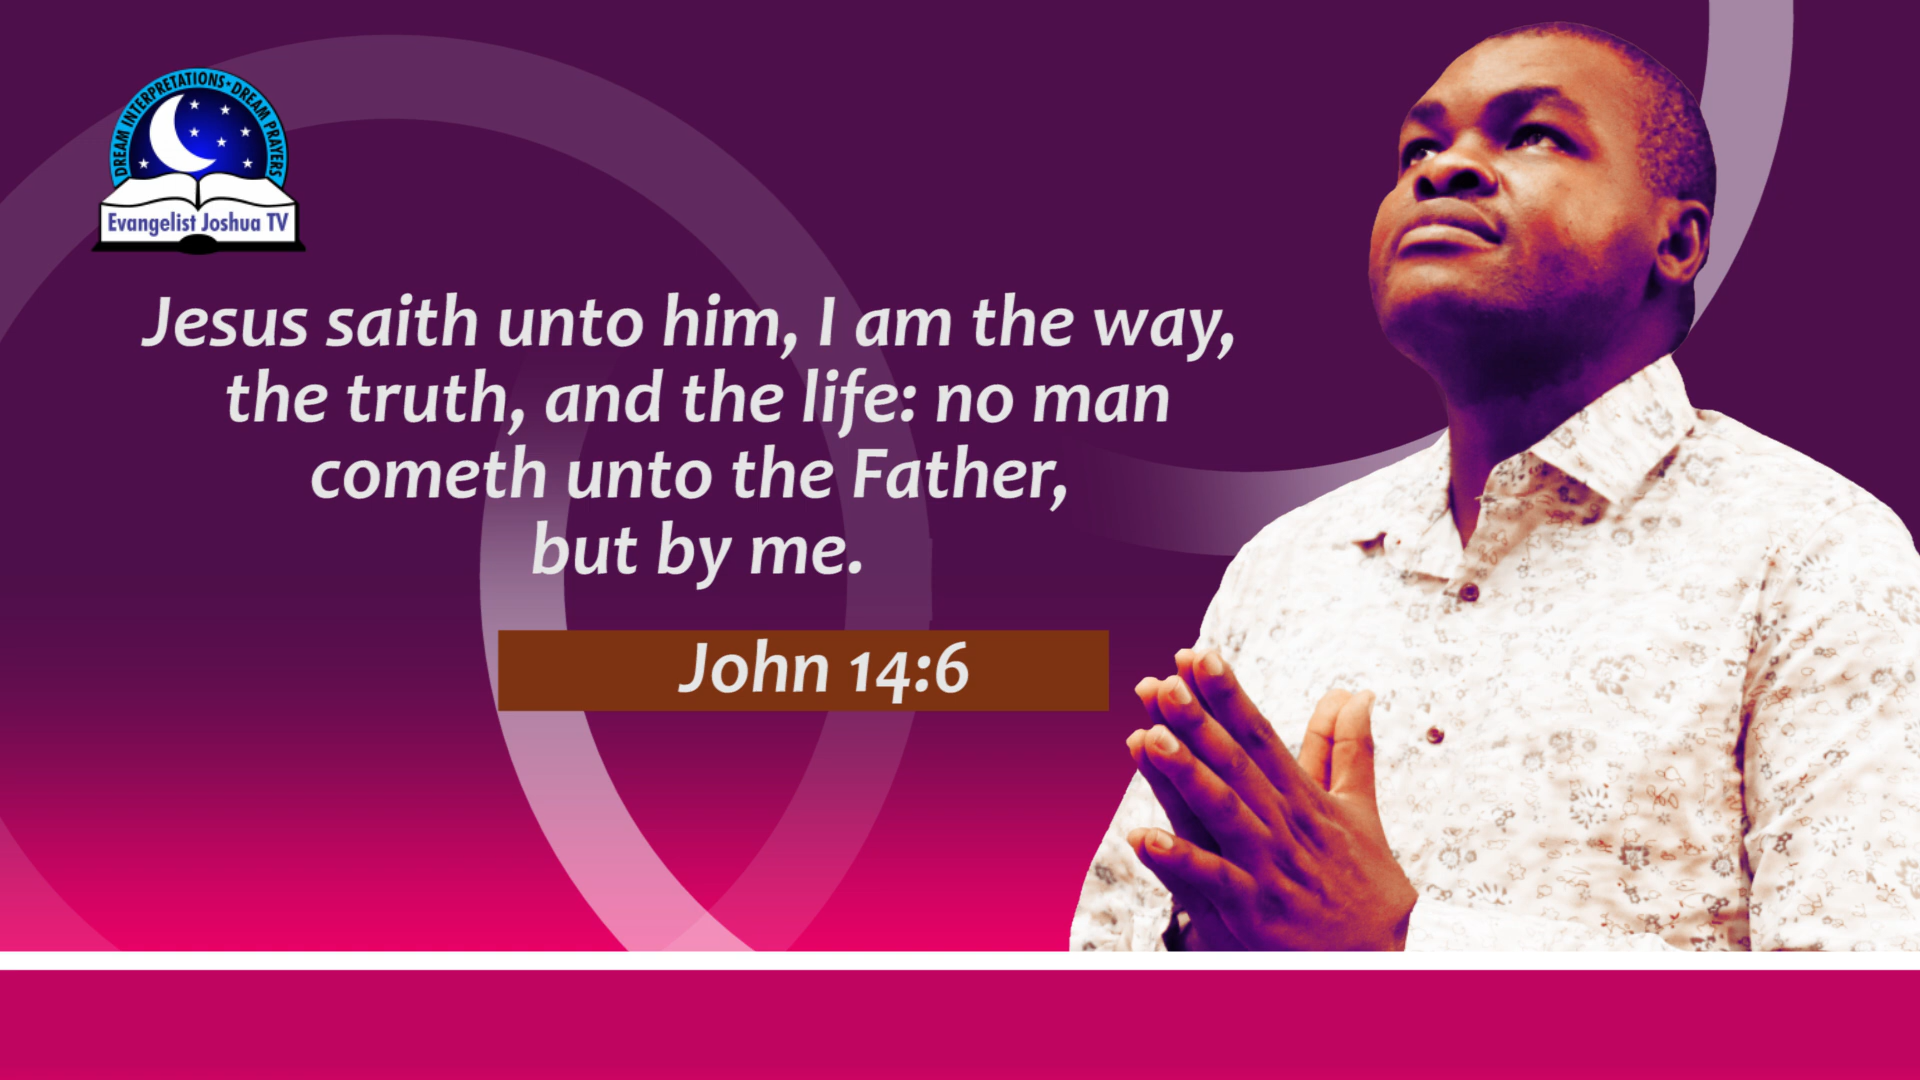 DREAM INTERPRETATIONS • DREAM PRAYERS
Evangelist Joshua TV
Jesus saith unto him, I am the way,
the truth, and the life: no man
cometh unto the Father,
but by me.
John 14:6